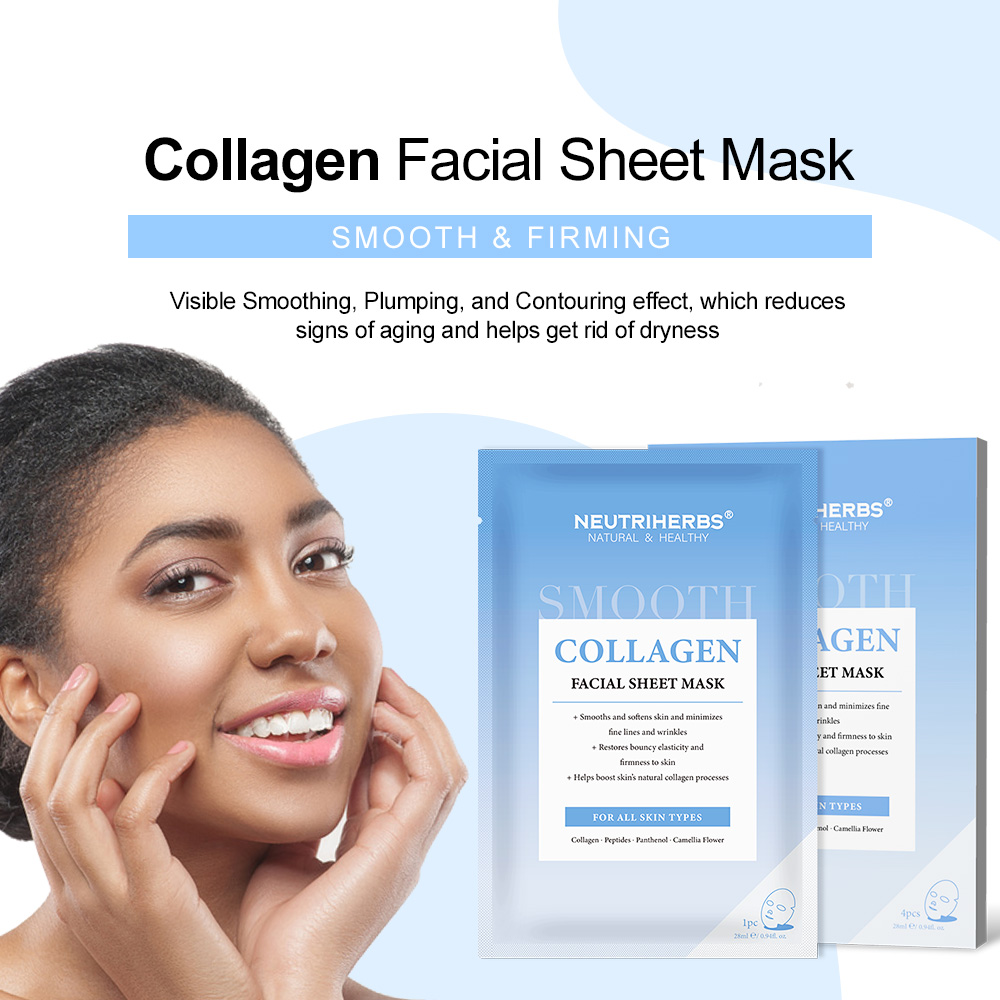 Collagen Facial Sheet Mask
SMOOTH & FIRMING
Visible Smoothing, Plumping, and Contouring effect, which reduces
signs of aging and helps get rid of dryness
NEUTRIHERBS®
NATURAL & HEALTHY
SMOOTH
COLLAGEN
FACIAL SHEET MASK
+ Smooths and softens skin and minimizes
fine lines and wrinkles
+ Restores bouncy elasticity and
firmness to skin
+ Helps boost skin's natural collagen processes
FOR ALL SKIN TYPES
Collagen · Peptides · Panthenol · Camellia Flower
1pc
28ml ℮/ 0.94fl. oz.
HERBS®
HEALTHY
OTH
AGEN
EET MASK
n and minimizes fine
rinkles
y and firmness to skin
ral collagen processes
N TYPES
nol · Camellia Flower
4pcs
28ml ℮/ 0.94fl. oz.